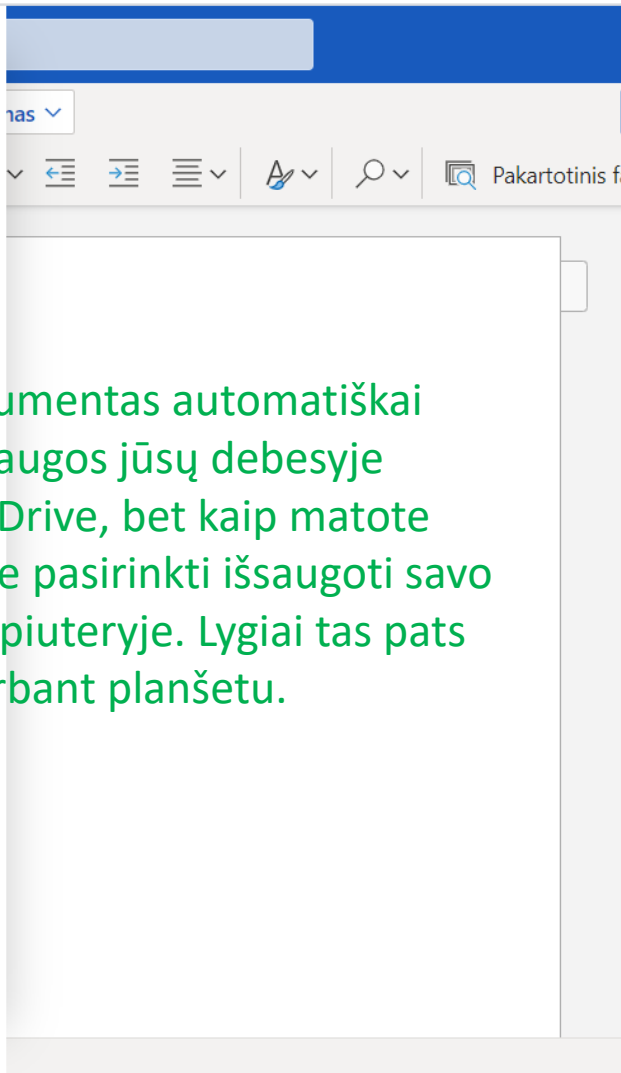 nas
Pakartotinis fa
umentas automatiškai
augos jūsų debesyje
Drive, bet kaip matote
e pasirinkti išsaugoti savo
piuteryje. Lygiai tas pats
rbant planšetu.